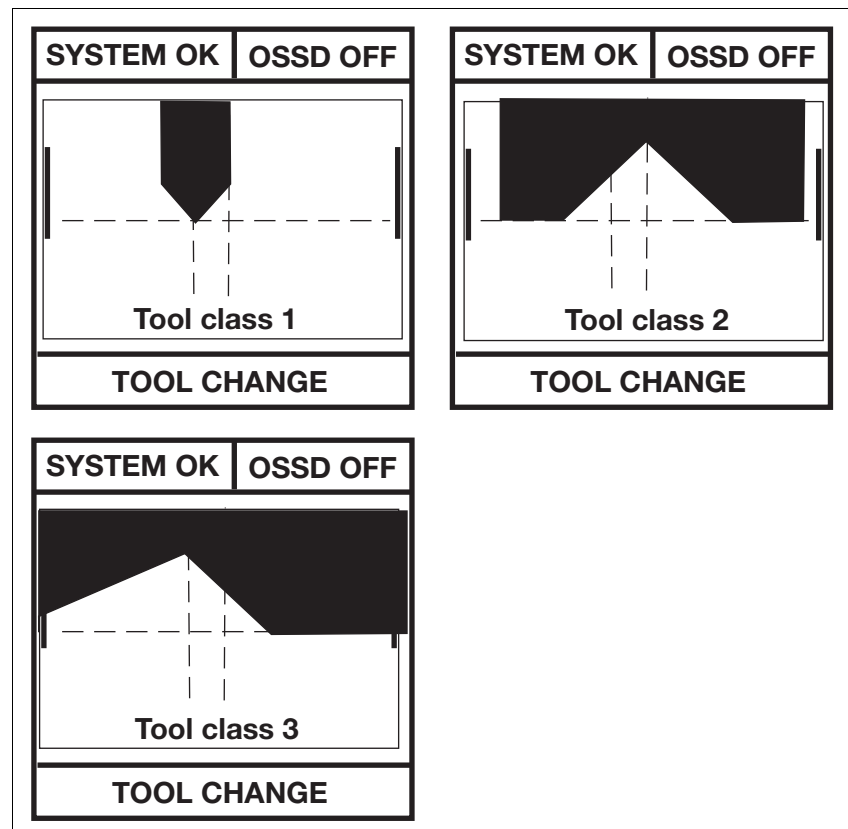 SYSTEM OK OSSD OFF
Tool class 1
TOOL CHANGE
SYSTEM OK OSSD OFF
Tool class 2
TOOL CHANGE
SYSTEM OK OSSD OFF
Tool class 3
TOOL CHANGE